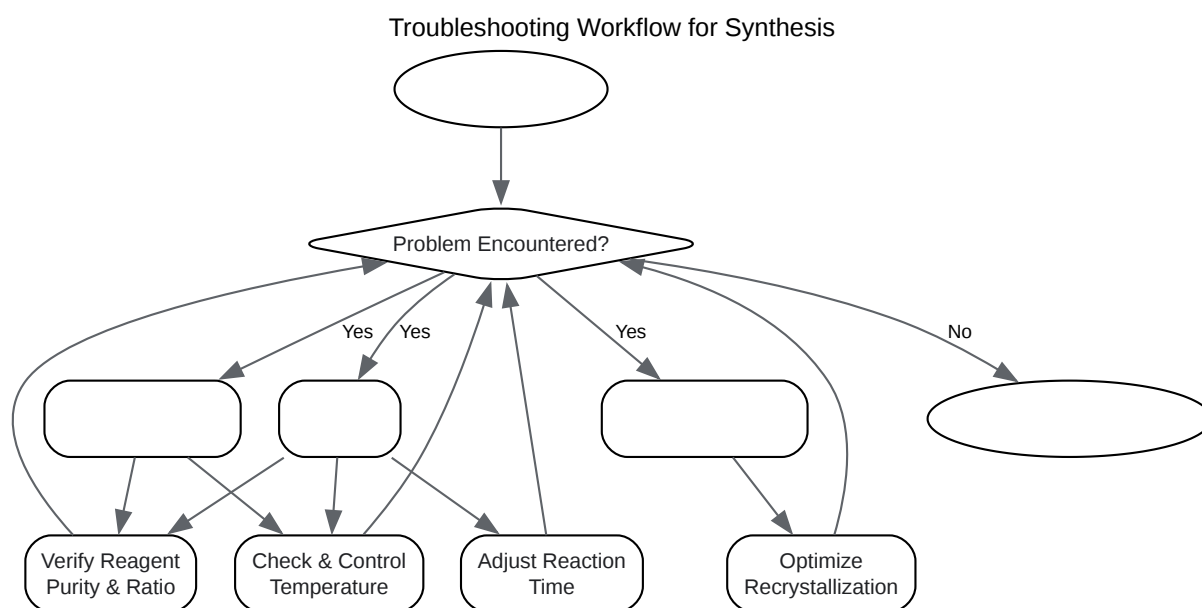 Troubleshooting Workflow for Synthesis
Problem Encountered?
Yes
Yes
Yes
No
Verify Reagent
Purity & Ratio
Check & Control
Temperature
Adjust Reaction
Time
Optimize
Recrystallization